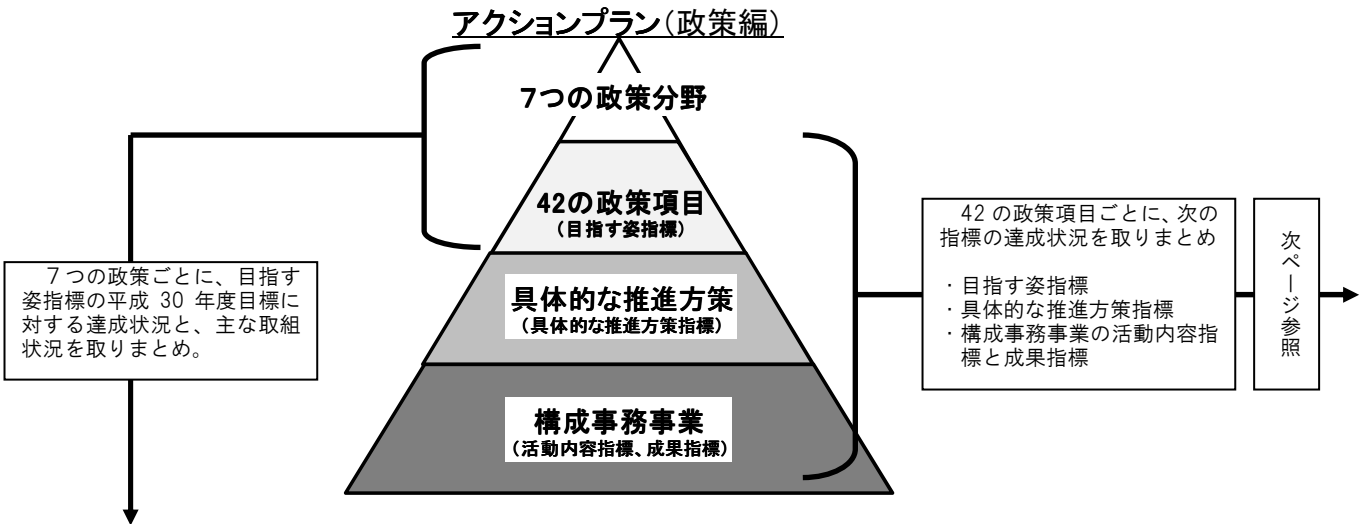 アクションプラン(政策編)
7つの政策分野
42の政策項目
(目指す姿指標)
具体的な推進方策
(具体的な推進方策指標)
構成事務事業
(活動内容指標、成果指標)
7つの政策ごとに、目指す
姿指標の平成 30 年度目標に
対する達成状況と、主な取組
状況を取りまとめ。
42 の政策項目ごとに、次の
指標の達成状況を取りまとめ
・目指す姿指標
・具体的な推進方策指標
・構成事務事業の活動内容指
標と成果指標
次ページ参照